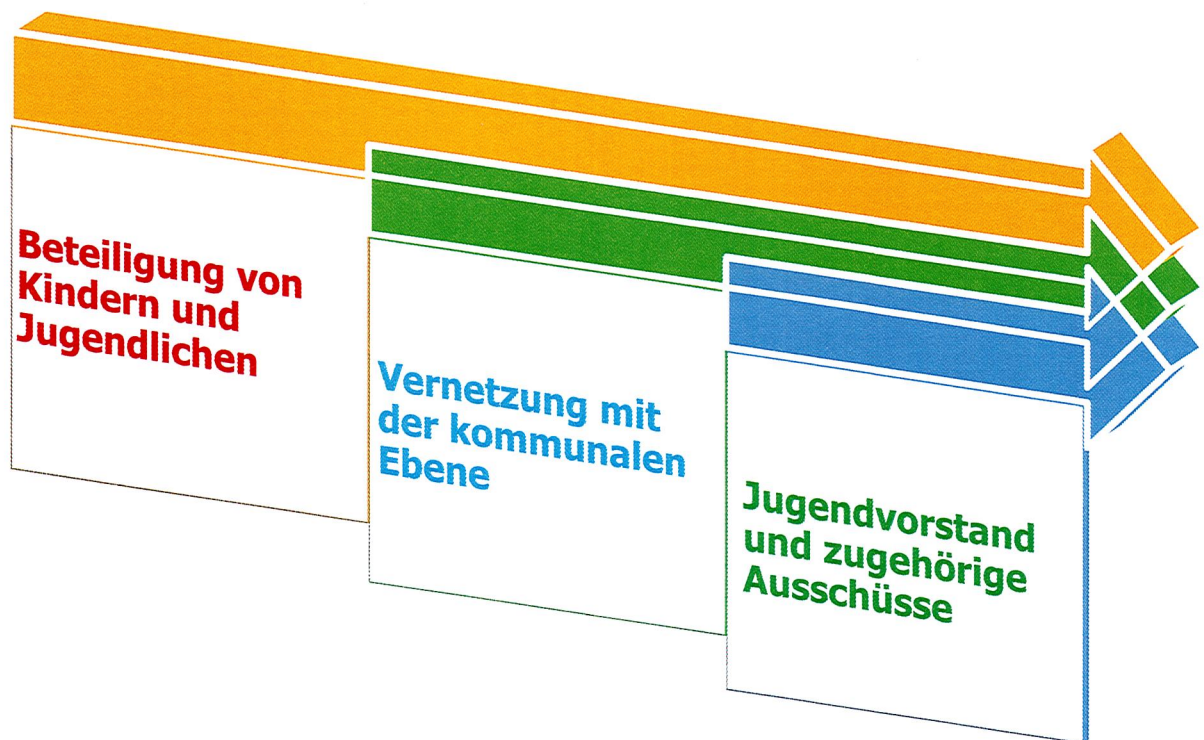 Beteiligung von
Kindern und
Jugendlichen
Vernetzung mit
der kommunalen
Ebene
Jugendvorstand
und zugehörige
Ausschüsse